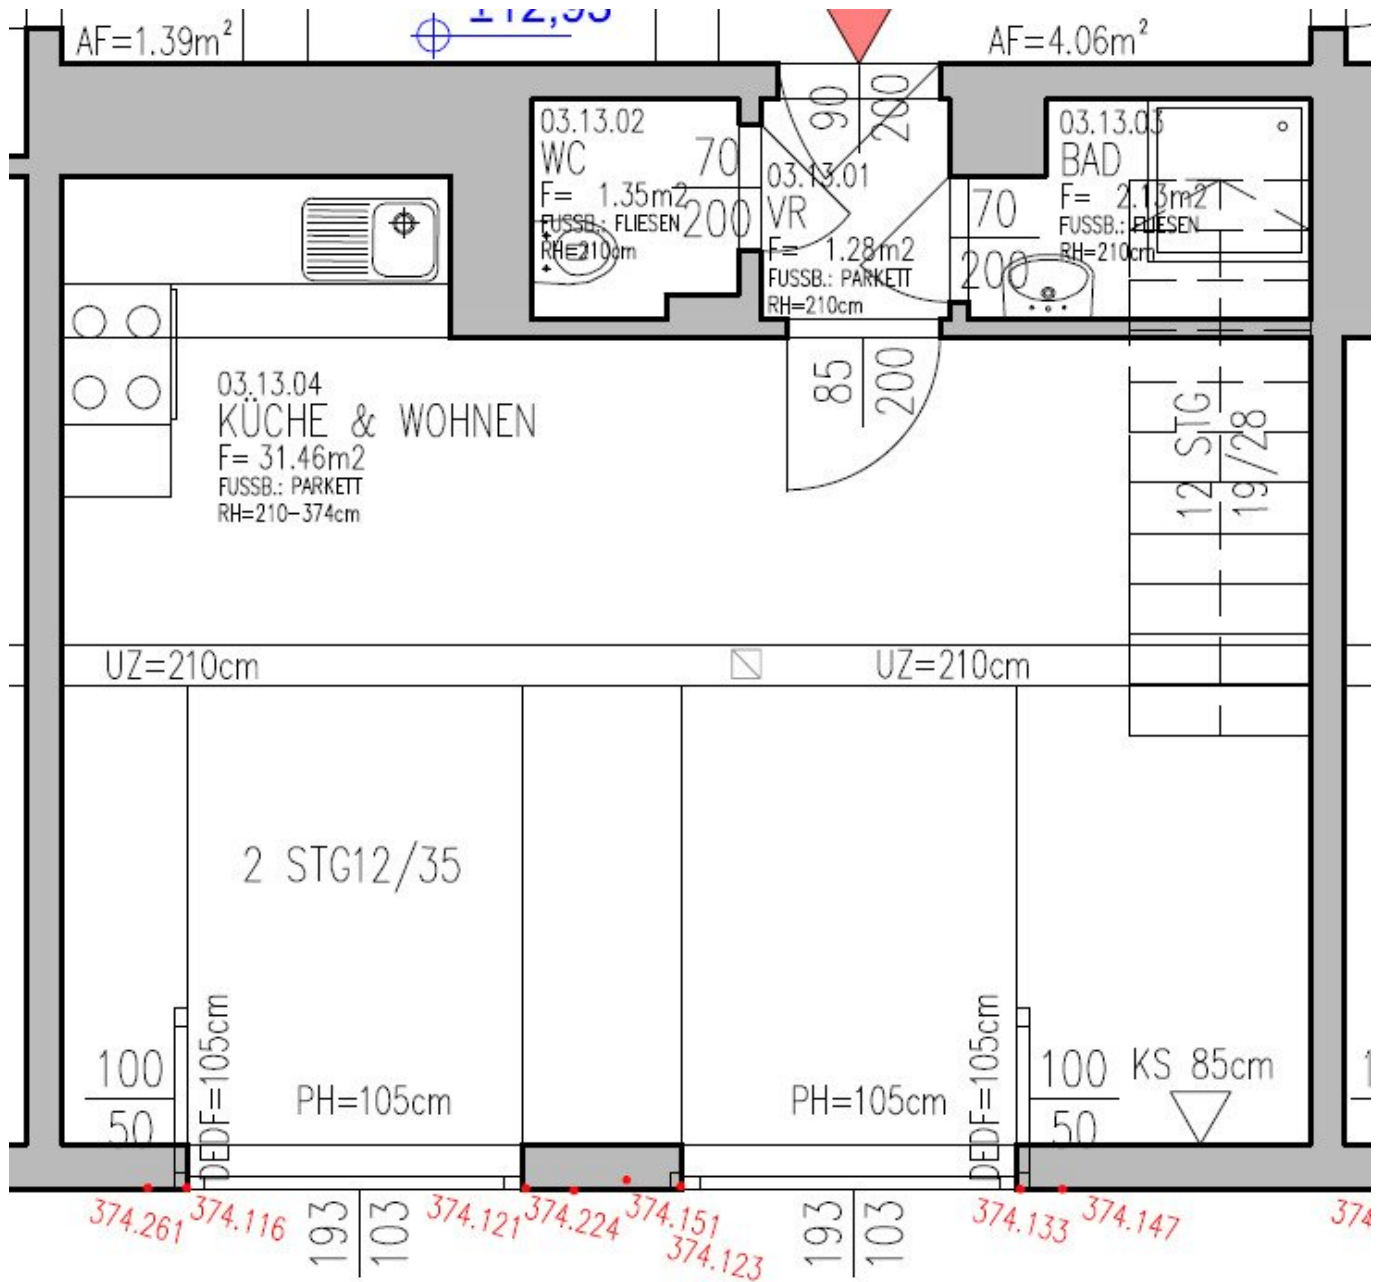 ±12,93
AF=1.39m²
AF=4.06m²
90
200
03.13.02
WC
F= 1.35m2
FUSSB.: FLIESEN
RH=210cm
70
200
03.13.01
VR
F= 1.28m2
FUSSB.: PARKETT
RH=210cm
70
200
03.13.03
BAD
F= 2.13m2
FUSSB.: FLIESEN
RH=210cm
85
200
03.13.04
KÜCHE & WOHNEN
F= 31.46m2
FUSSB.: PARKETT
RH=210-374cm
12 STG
19/28
UZ=210cm
UZ=210cm
2 STG12/35
100
50
DEDF=105cm
PH=105cm
PH=105cm
DEDF=105cm
100
50
KS 85cm
374.261
374.116
193
103
374.121
374.224
374.151
374.123
193
103
374.133
374.147